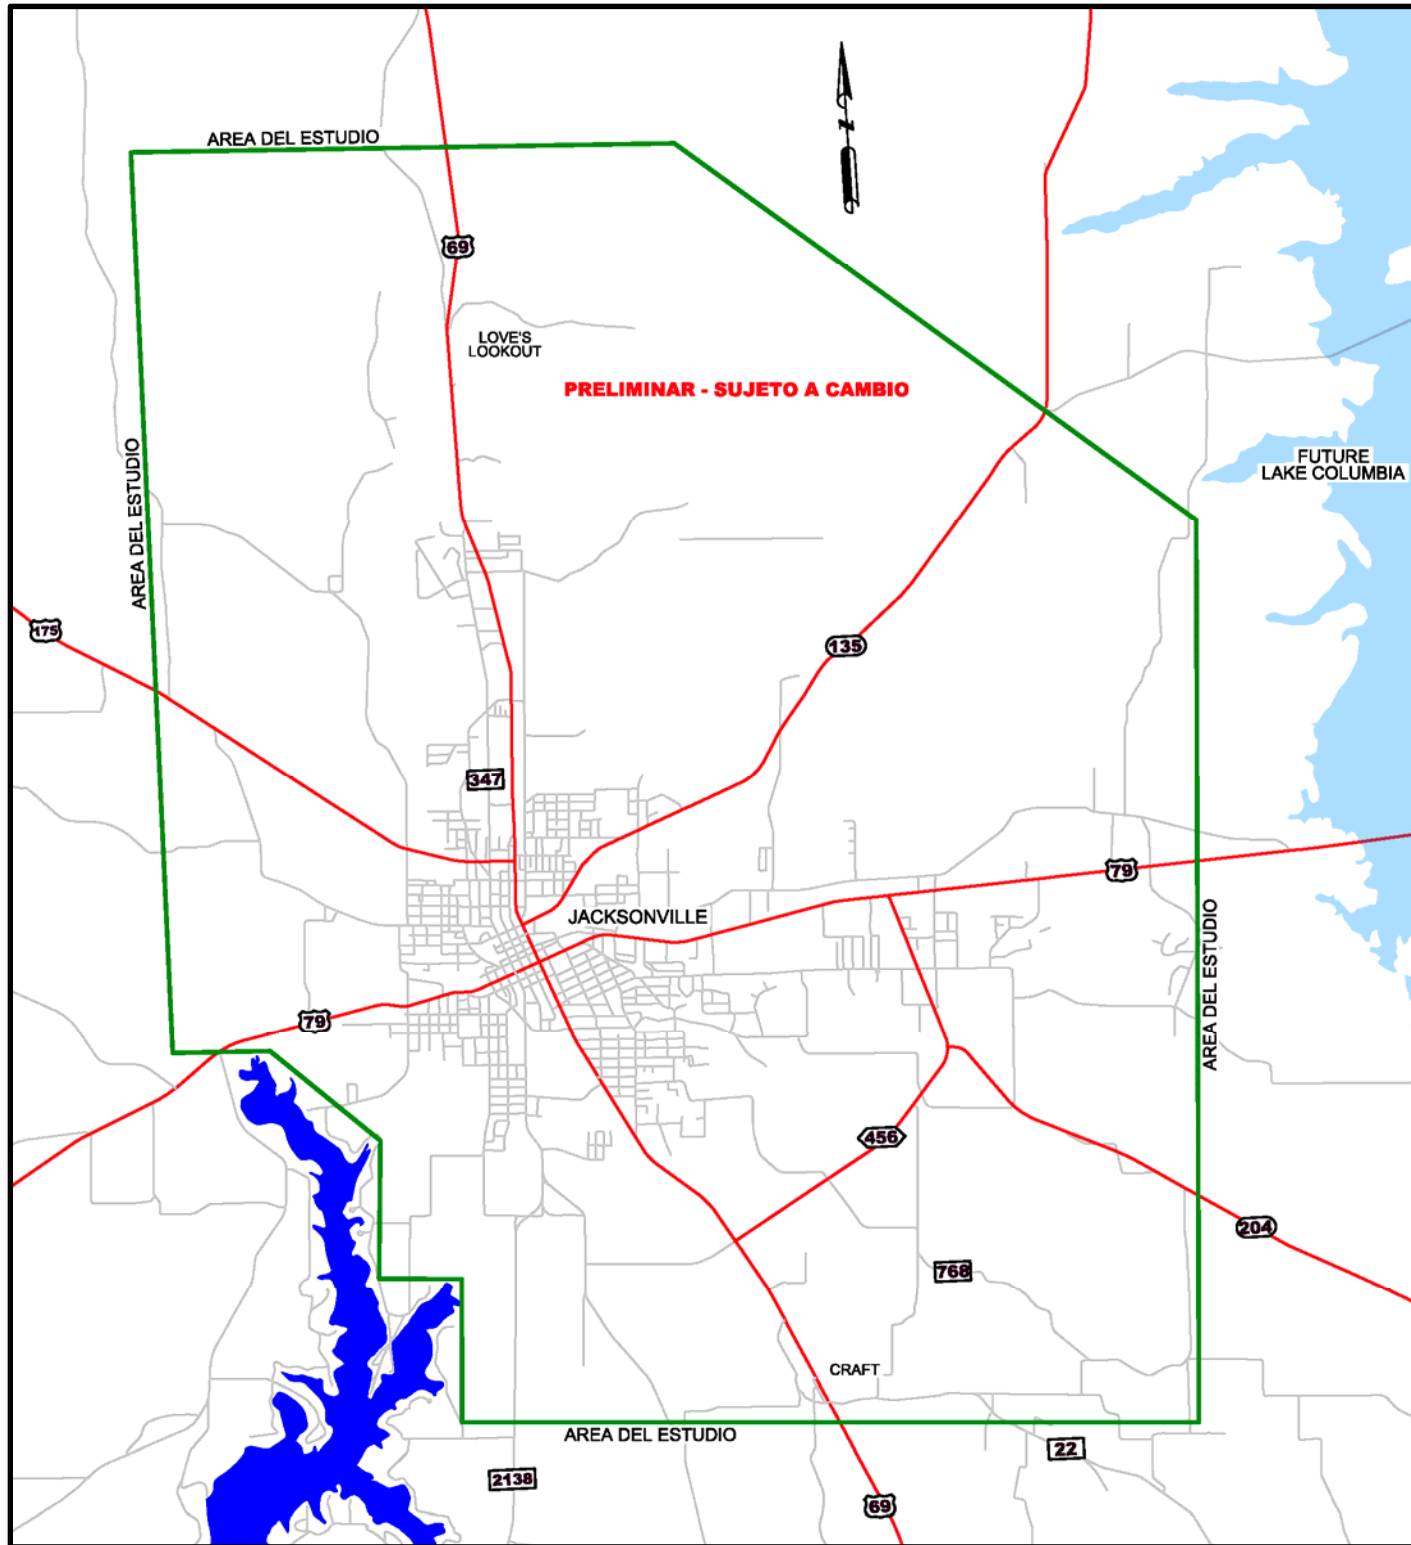 AREA DEL ESTUDIO
N
69
LOVE'S
LOOKOUT
PRELIMINAR - SUJETO A CAMBIO
FUTURE
LAKE COLUMBIA
AREA DEL ESTUDIO
175
135
347
79
JACKSONVILLE
AREA DEL ESTUDIO
79
456
204
768
CRAFT
AREA DEL ESTUDIO
22
2138
69